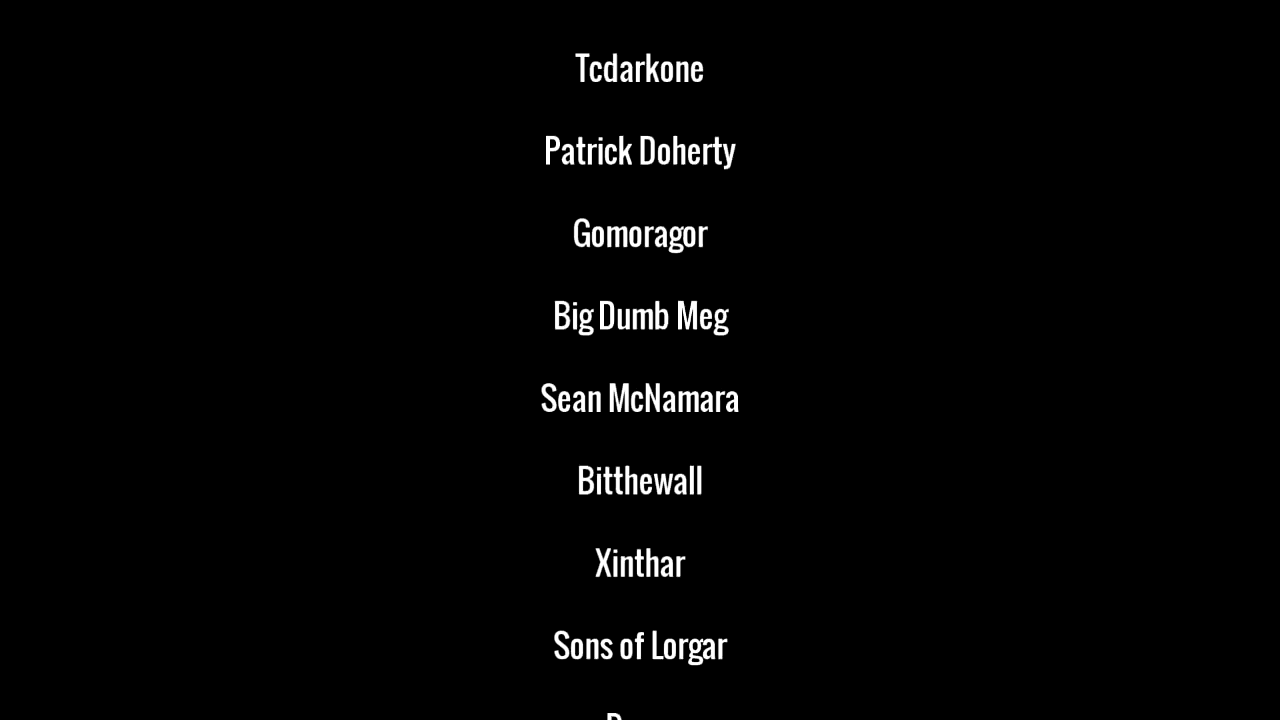 Tcdarkone
Patrick Doherty
Gomoragor
Big Dumb Meg
Sean McNamara
Bitthewall
Xinthar
Sons of Lorgar